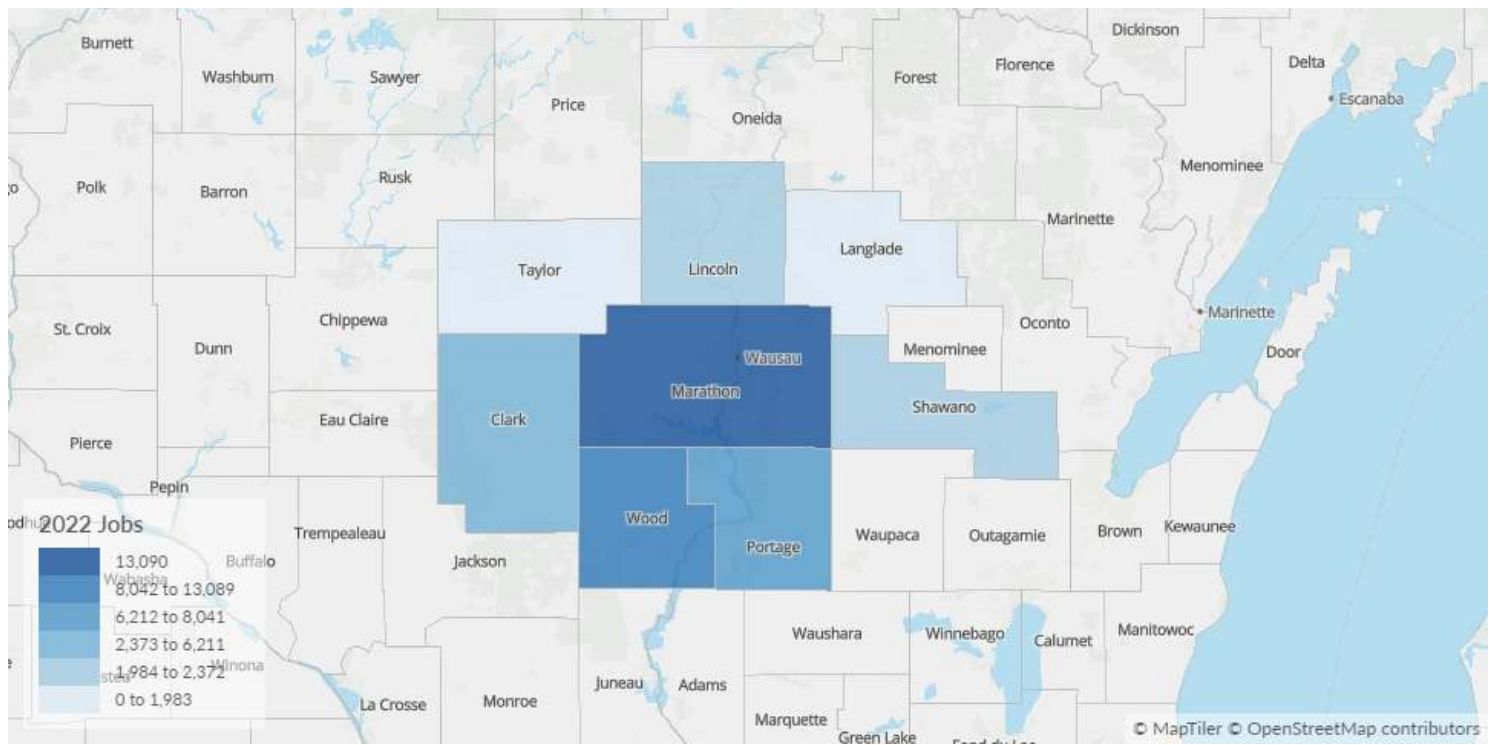 Burnett
Washburn
Sawyer
Price
Oneida
Forest
Florence
Dickinson
Delta
Escanaba
Polk
Barron
Rusk
Menominee
Marinette
Taylor
Lincoln
Langlade
St. Croix
Dunn
Chippewa
Oconto
Marinette
Door
Wausau
Menominee
Marathon
Pierce
Eau Claire
Clark
Shawano
Pepin
Trempealeau
Buffalo
Jackson
Wood
Portage
Waupaca
Outagamie
Brown
Kewaunee
2022 Jobs
13,090
Wabasha
8,042 to 13,089
6,212 to 8,041
2,373 to 6,211
Winona
1,984 to 2,372
0 to 1,983
La Crosse
Monroe
Juneau
Adams
Waushara
Winnebago
Calumet
Manitowoc
Marquette
Green Lake
© MapTiler © OpenStreetMap contributors